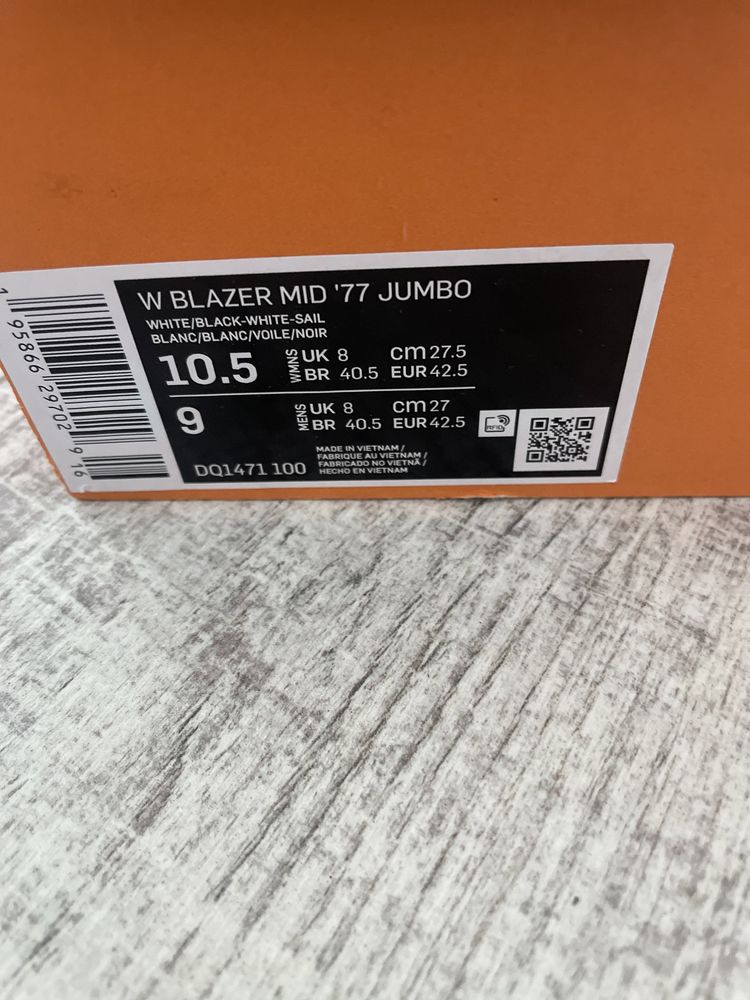 W BLAZER MID '77 JUMBO
WHITE/BLACK-WHITE-SAIL
BLANC/BLANC/VOILE/NOIR
10.5 WMNS UK 8 cm 27.5
BR 40.5 EUR 42.5
9 MENS UK 8 cm 27
BR 40.5 EUR 42.5
RFID
DQ1471 100
MADE IN VIETNAM /
FABRIQUE AU VIETNAM /
FABRICADO NO VIETNÃ /
HECHO EN VIETNAM
1 95866 29702 9 16